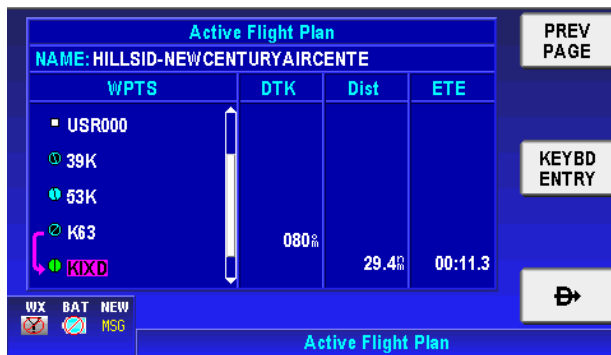 Active Flight Plan
PREV
PAGE
NAME: HILLSID-NEWCENTURYAIRCENTE
WPTS DTK Dist ETE
USR000
39K
53K
K63
080°m
KIXD
29.4nm 00:11.3
KEYBD
ENTRY
D
WX BAT NEW
MSG
Active Flight Plan